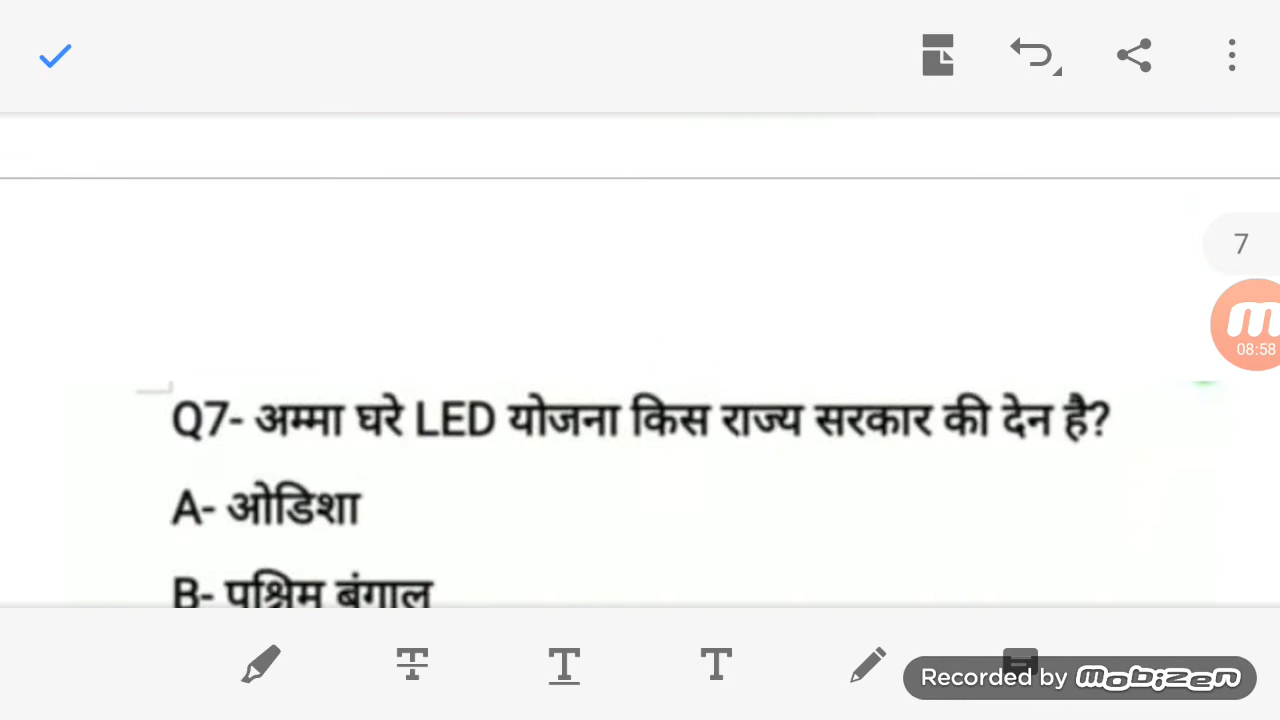 7
08:58
Q7- अम्मा घरे LED योजना किस राज्य सरकार की देन है?
A- ओडिशा
B- पश्चिम बंगाल
Recorded by mobizen